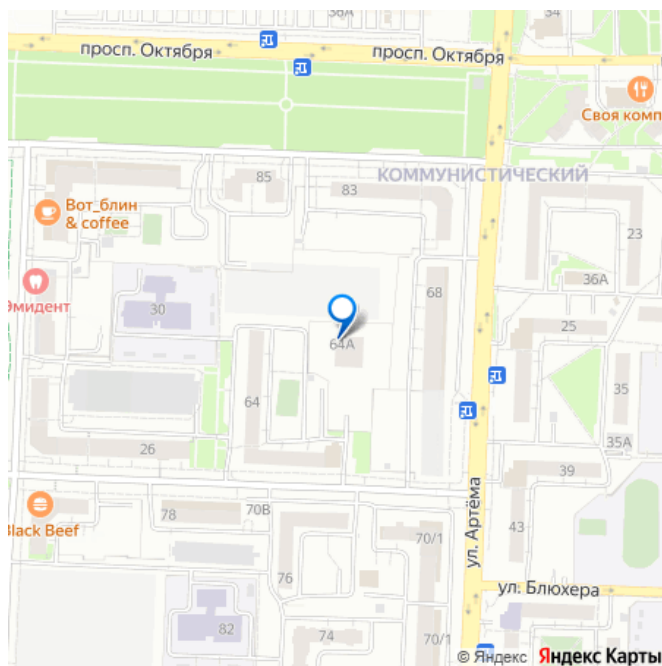 36А
34
просп. Октября
просп. Октября
Своя комп
85
83
КОММУНИСТИЧЕСКИЙ
Вот_блин
& coffee
23
Эмидент
30
68
36А
25
64А
35
64
26
35А
39
ул. Артёма
Black Beef
78
70В
43
70/1
76
ул. Блюхера
82
74
70/1
© Яндекс Яндекс Карты